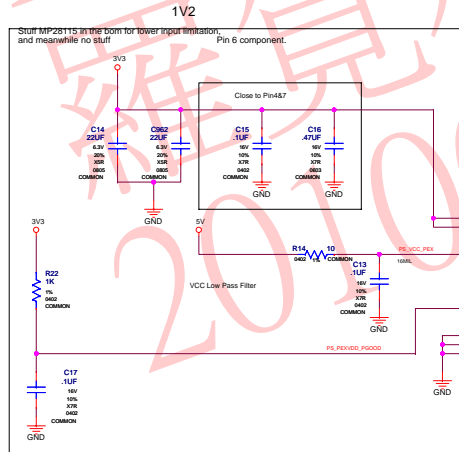 1V2
Stuff MP28115 in the bom for lower input limitation,
and meanwhile no stuff Pin 6 component.
3V3
Close to Pin4&7
C14
22UF
6.3V
20%
X5R
0805
COMMON
C962
22UF
6.3V
20%
X5R
0805
COMMON
C15
.1UF
16V
10%
X7R
0402
COMMON
C16
.47UF
16V
10%
X7R
0603
COMMON
GND
GND
GND
3V3
5V
R14 10
0402 1% COMMON
PS_VCC_PEX
16MIL
C13
.1UF
16V
10%
X7R
0402
COMMON
GND
VCC Low Pass Filter
R22
1K
1%
0402
COMMON
PS_PEXVDD_PGOOD
C17
.1UF
16V
10%
X7R
0402
COMMON
GND
GND